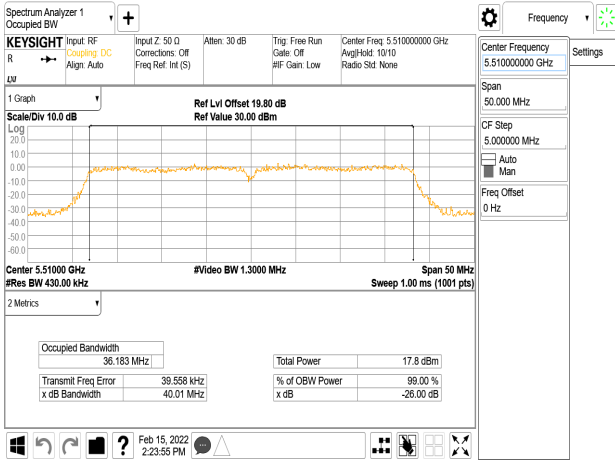 Spectrum Analyzer 1
Occupied BW
Frequency
KEYSIGHT
R
LXI
Input: RF
Coupling: DC
Align: Auto
Input Z: 50 Ω
Corrections: Off
Freq Ref: Int (S)
Atten: 30 dB
Trig: Free Run
Gate: Off
#IF Gain: Low
Center Freq: 5.510000000 GHz
Avg|Hold: 10/10
Radio Std: None
Center Frequency
5.510000000 GHz
Settings
Span
50.000 MHz
CF Step
5.000000 MHz
Auto
Man
Freq Offset
0 Hz
1 Graph
Scale/Div 10.0 dB
Ref Lvl Offset 19.80 dB
Ref Value 30.00 dBm
Log
20.0
10.0
0.00
-10.0
-20.0
-30.0
-40.0
-50.0
-60.0
Center 5.51000 GHz
#Video BW 1.3000 MHz
Span 50 MHz
#Res BW 430.00 kHz
Sweep 1.00 ms (1001 pts)
2 Metrics
Occupied Bandwidth
36.183 MHz
Total Power 17.8 dBm
Transmit Freq Error 39.558 kHz
% of OBW Power 99.00 %
x dB Bandwidth 40.01 MHz
x dB -26.00 dB
?
Feb 15, 2022
2:23:55 PM